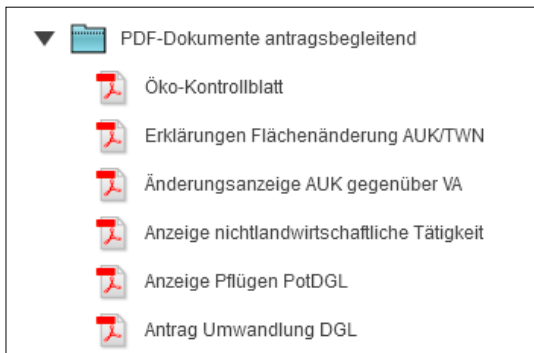 PDF-Dokumente antragsbegleitend
Öko-Kontrollblatt
Erklärungen Flächenänderung AUK/TWN
Änderungsanzeige AUK gegenüber VA
Anzeige nichtlandwirtschaftliche Tätigkeit
Anzeige Pflügen PotDGL
Antrag Umwandlung DGL